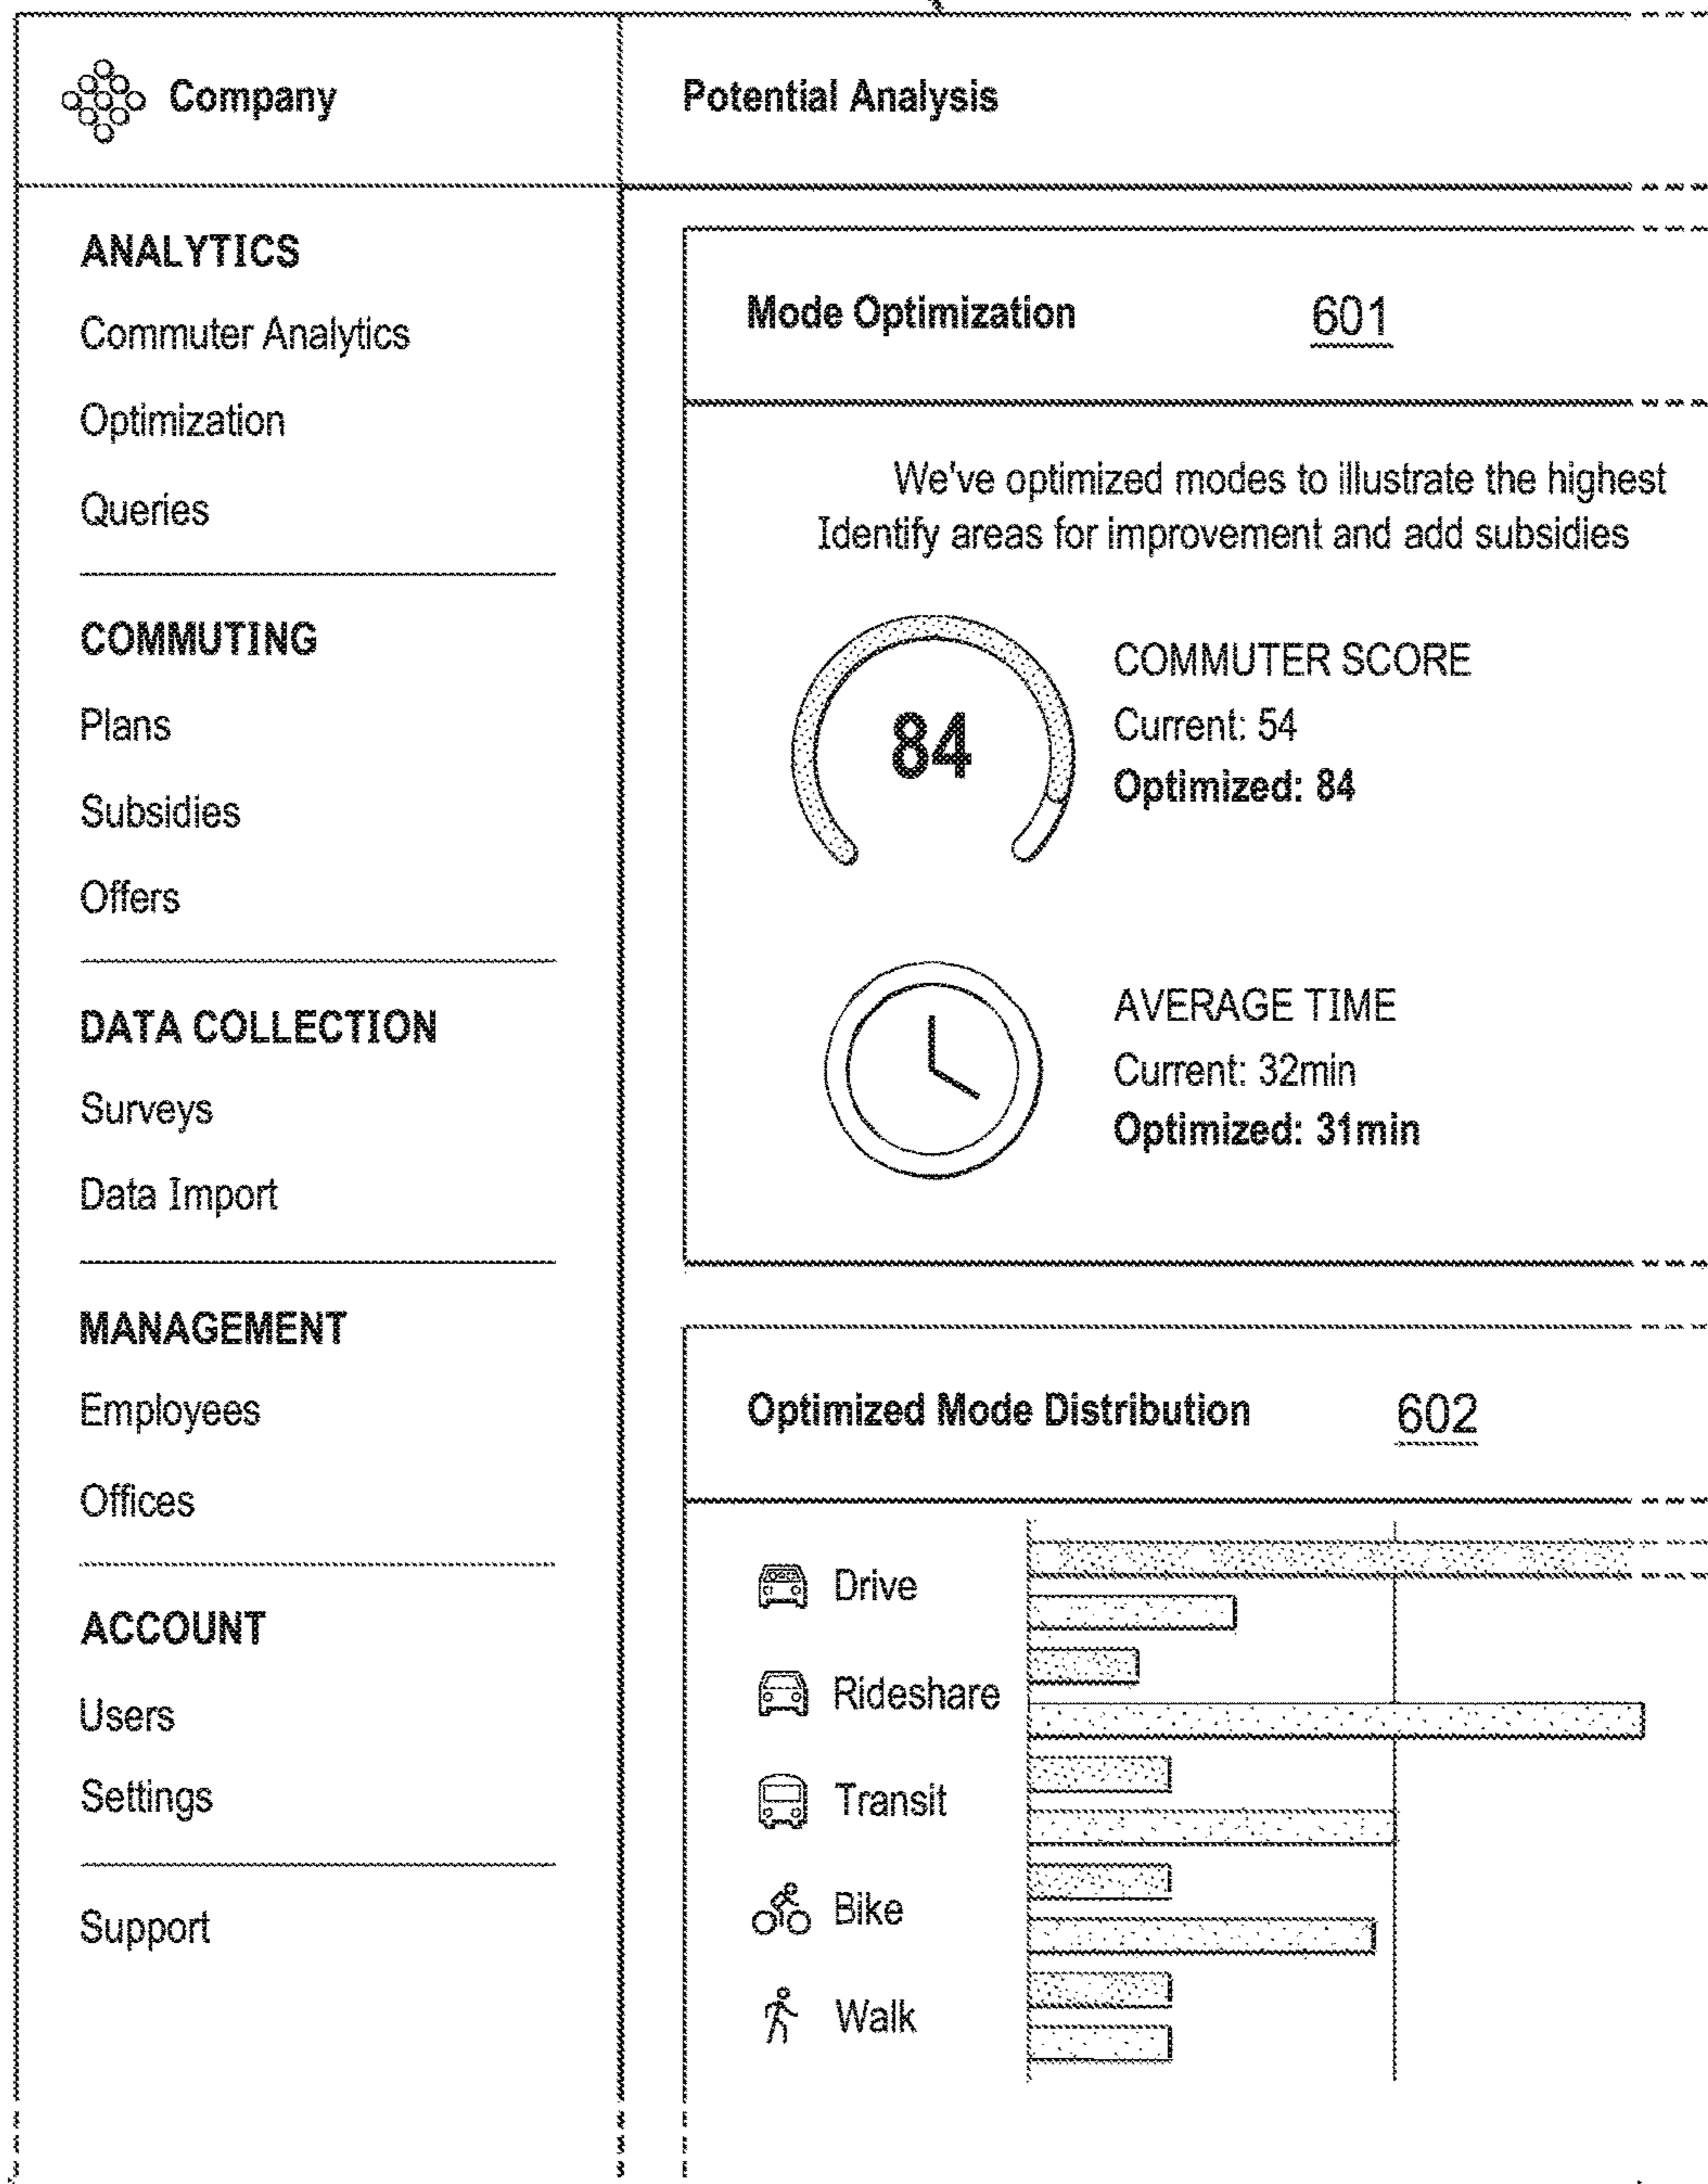 Company
Potential Analysis
ANALYTICS
Commuter Analytics
Optimization
Queries
COMMUTING
Plans
Subsidies
Offers
DATA COLLECTION
Surveys
Data Import
MANAGEMENT
Employees
Offices
ACCOUNT
Users
Settings
Support
Mode Optimization 601
We've optimized modes to illustrate the highest
Identify areas for improvement and add subsidies
84
COMMUTER SCORE
Current: 54
Optimized: 84
AVERAGE TIME
Current: 32min
Optimized: 31min
Optimized Mode Distribution 602
Drive
Rideshare
Transit
Bike
Walk